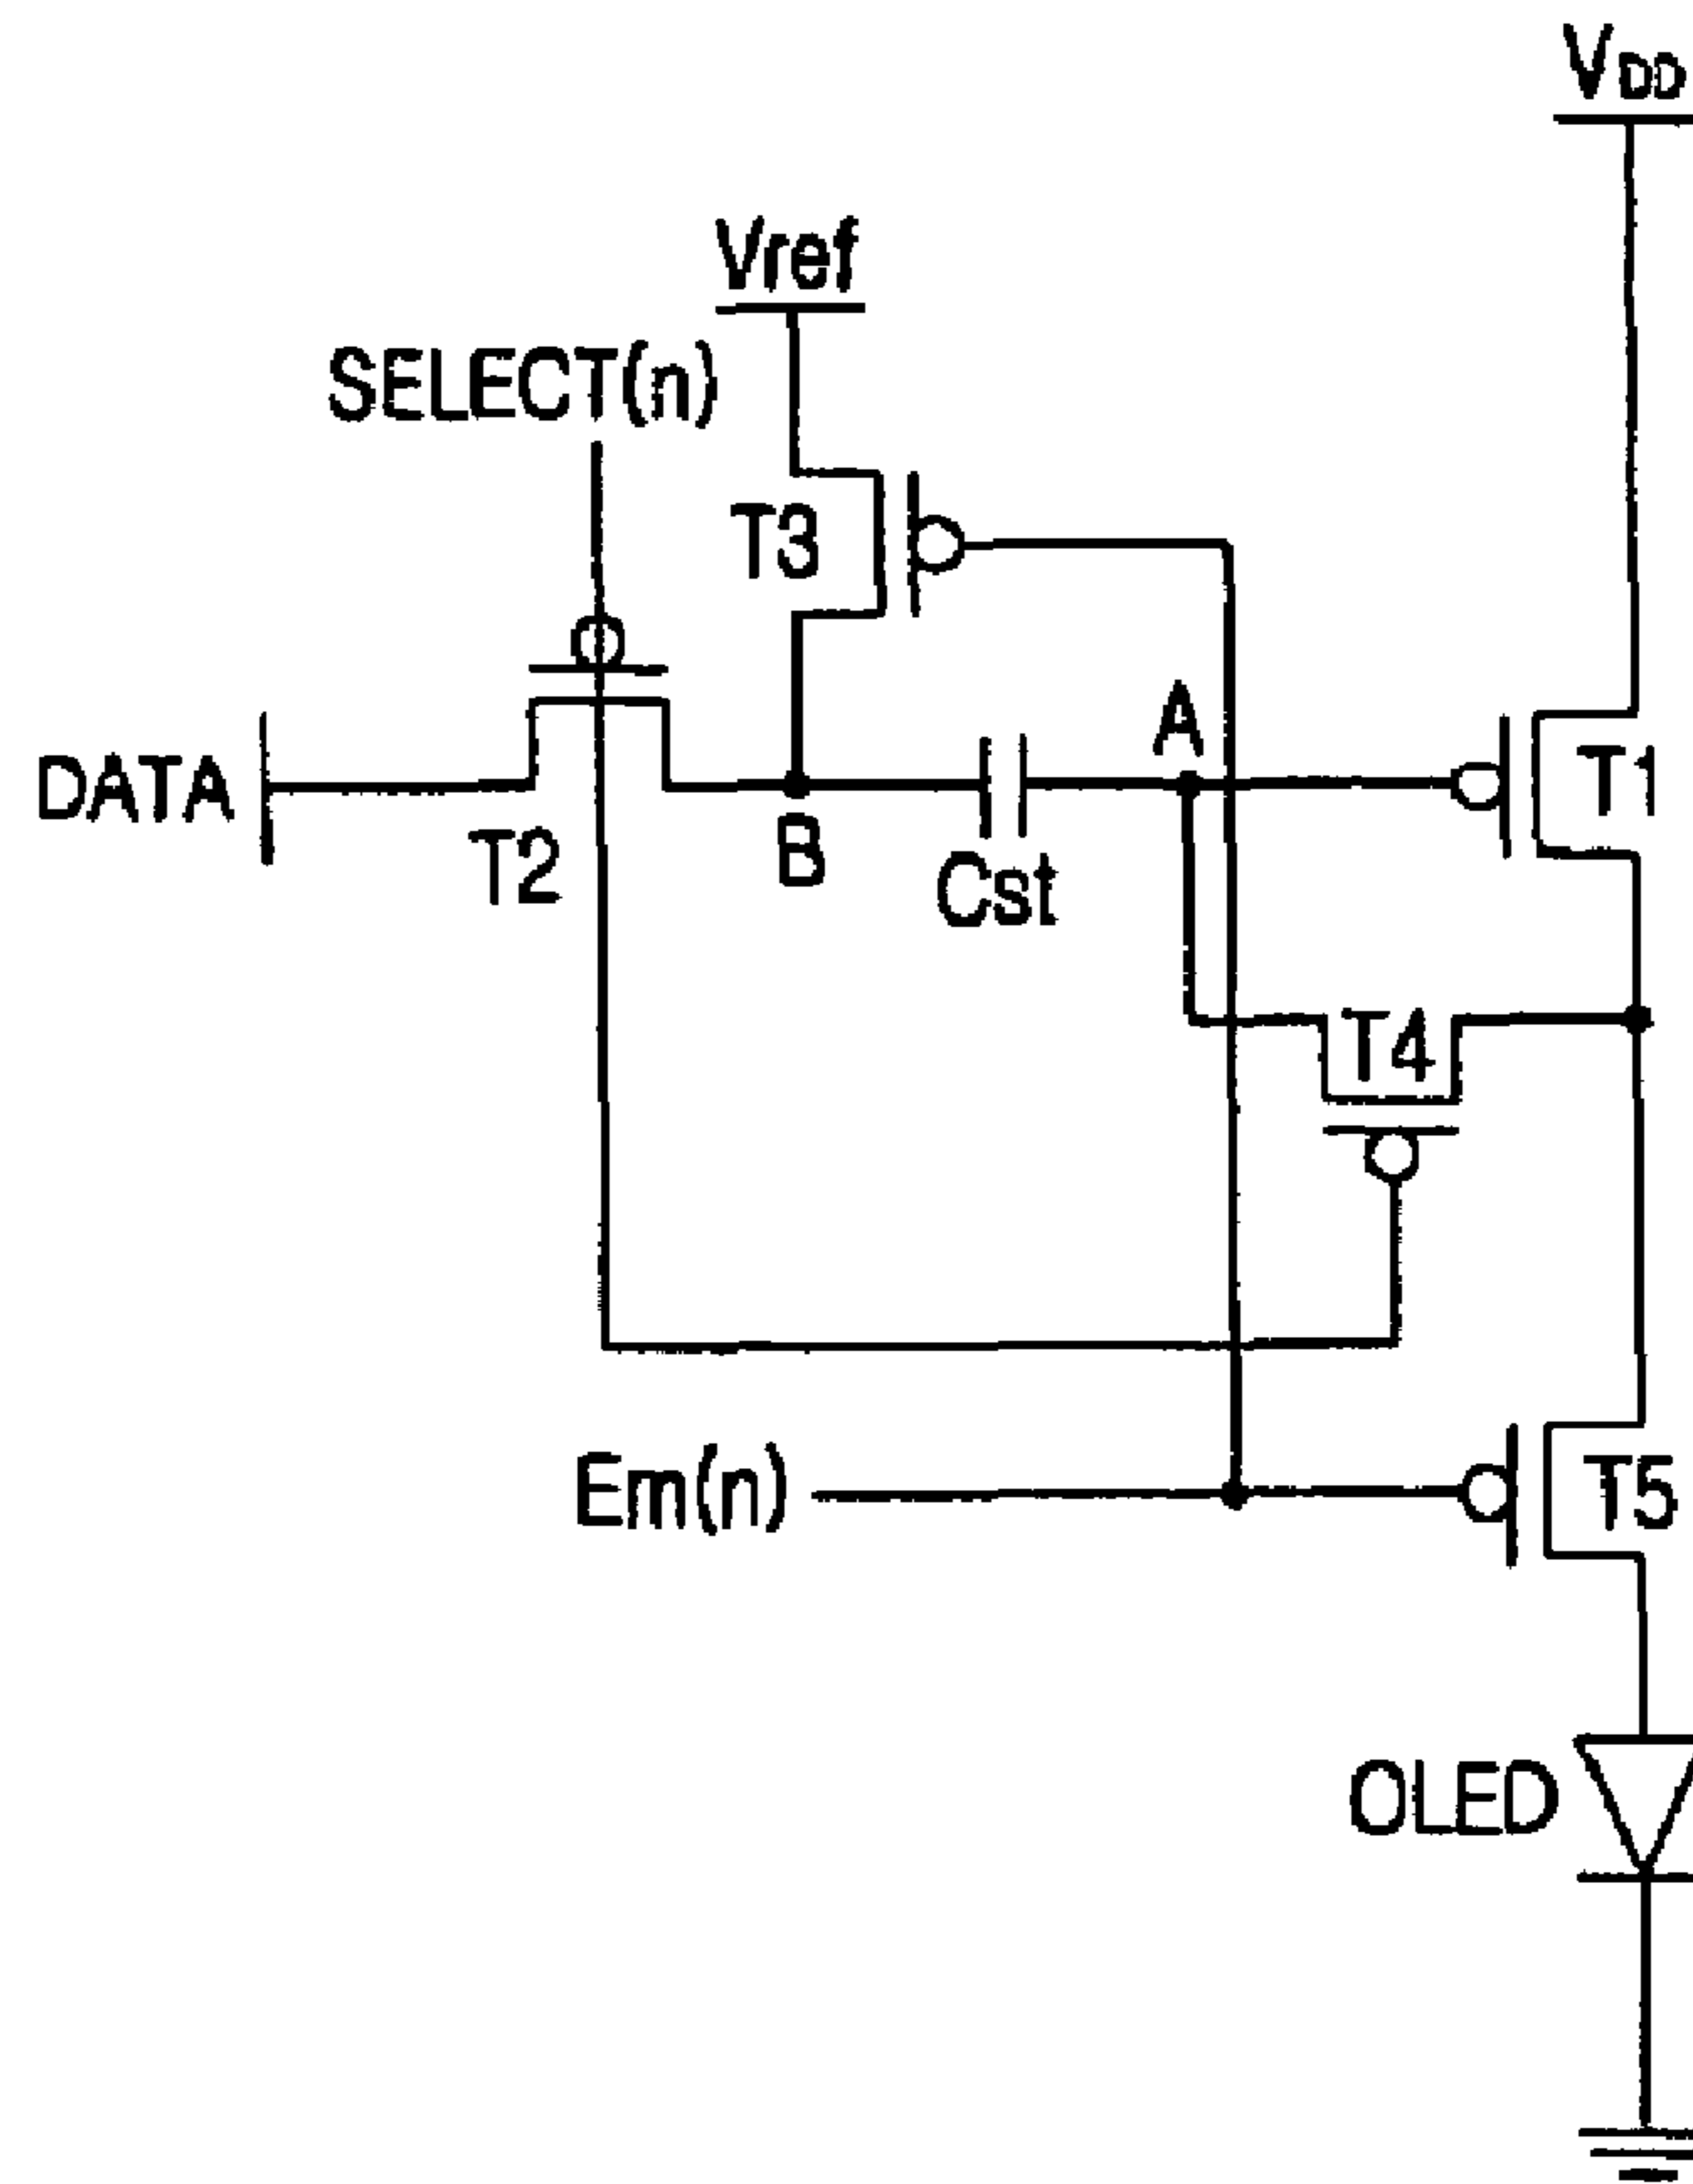 VDD
Vref
SELECT(n)
T3
A
T1
DATA
T2
B
Cst
T4
Em(n)
T5
OLED